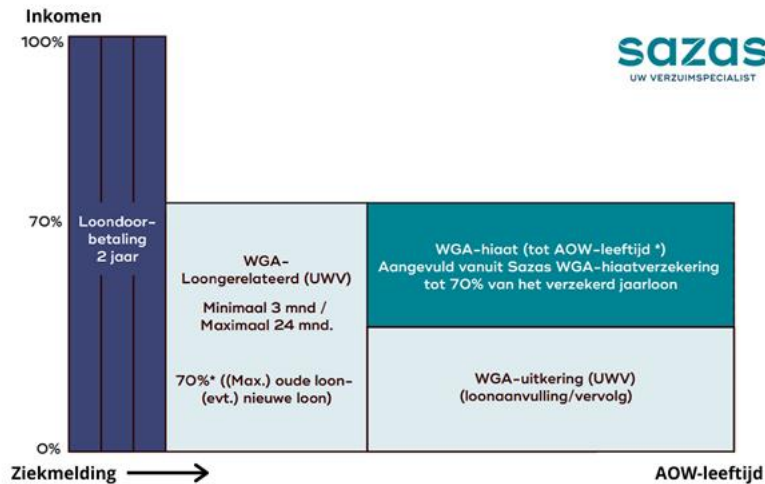 Inkomen
100%
sazas
UW VERZUIMSPECIALIST
70%
Loondoor-
betaling
2 jaar
WGA-
Loongerelateerd (UWV)
Minimaal 3 mnd /
Maximaal 24 mnd.
70%* ((Max.) oude loon-
(evt.) nieuwe loon)
WGA-hiaat (tot AOW-leeftijd *)
Aangevuld vanuit Sazas WGA-hiaatverzekering
tot 70% van het verzekerd jaarloon
WGA-uitkering (UWV)
(loonaanvulling/vervolg)
0%
Ziekmelding
AOW-leeftijd